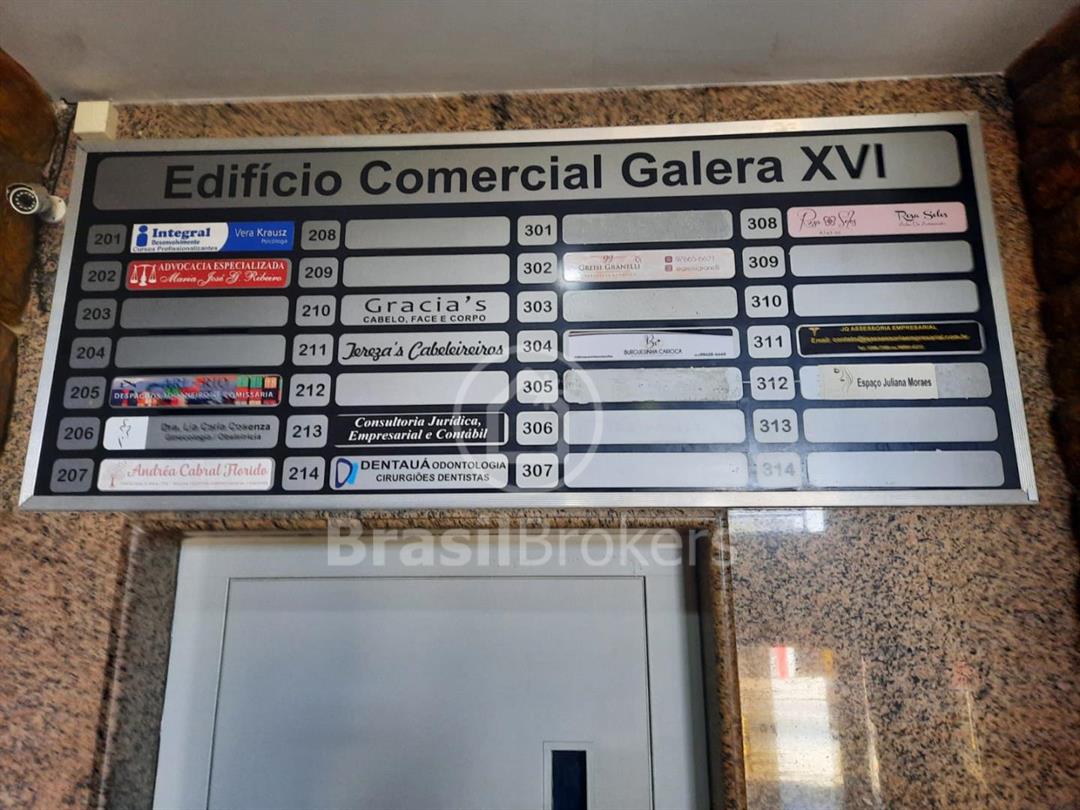 Edifício Comercial Galera XVI
201
Integral
Desenvolvimento
Cursos Profissionalizantes
Vera Krausz
Psicóloga
202
ADVOCACIA ESPECIALIZADA
Maria José G. Ribeiro
203
204
205
206
Dra. Lia Carla Cosenza
Ginecologia / Obstetrícia
207
Andréa Cabral Florido
208
209
210
Gracia's
CABELO, FACE E CORPO
211
Tereza's Cabeleireiros
212
213
Consultoria Jurídica,
Empresarial e Contábil
214
DENTAUÁ ODONTOLOGIA
CIRURGIÕES DENTISTAS
301
302
GRETH GRANELLI
303
304
BURGUESINHA CARIOCA
305
306
307
308
Rosa Sales
309
310
311
JQ ASSESSORIA EMPRESARIAL
312
Espaço Juliana Moraes
313
314
BrasilBrokers